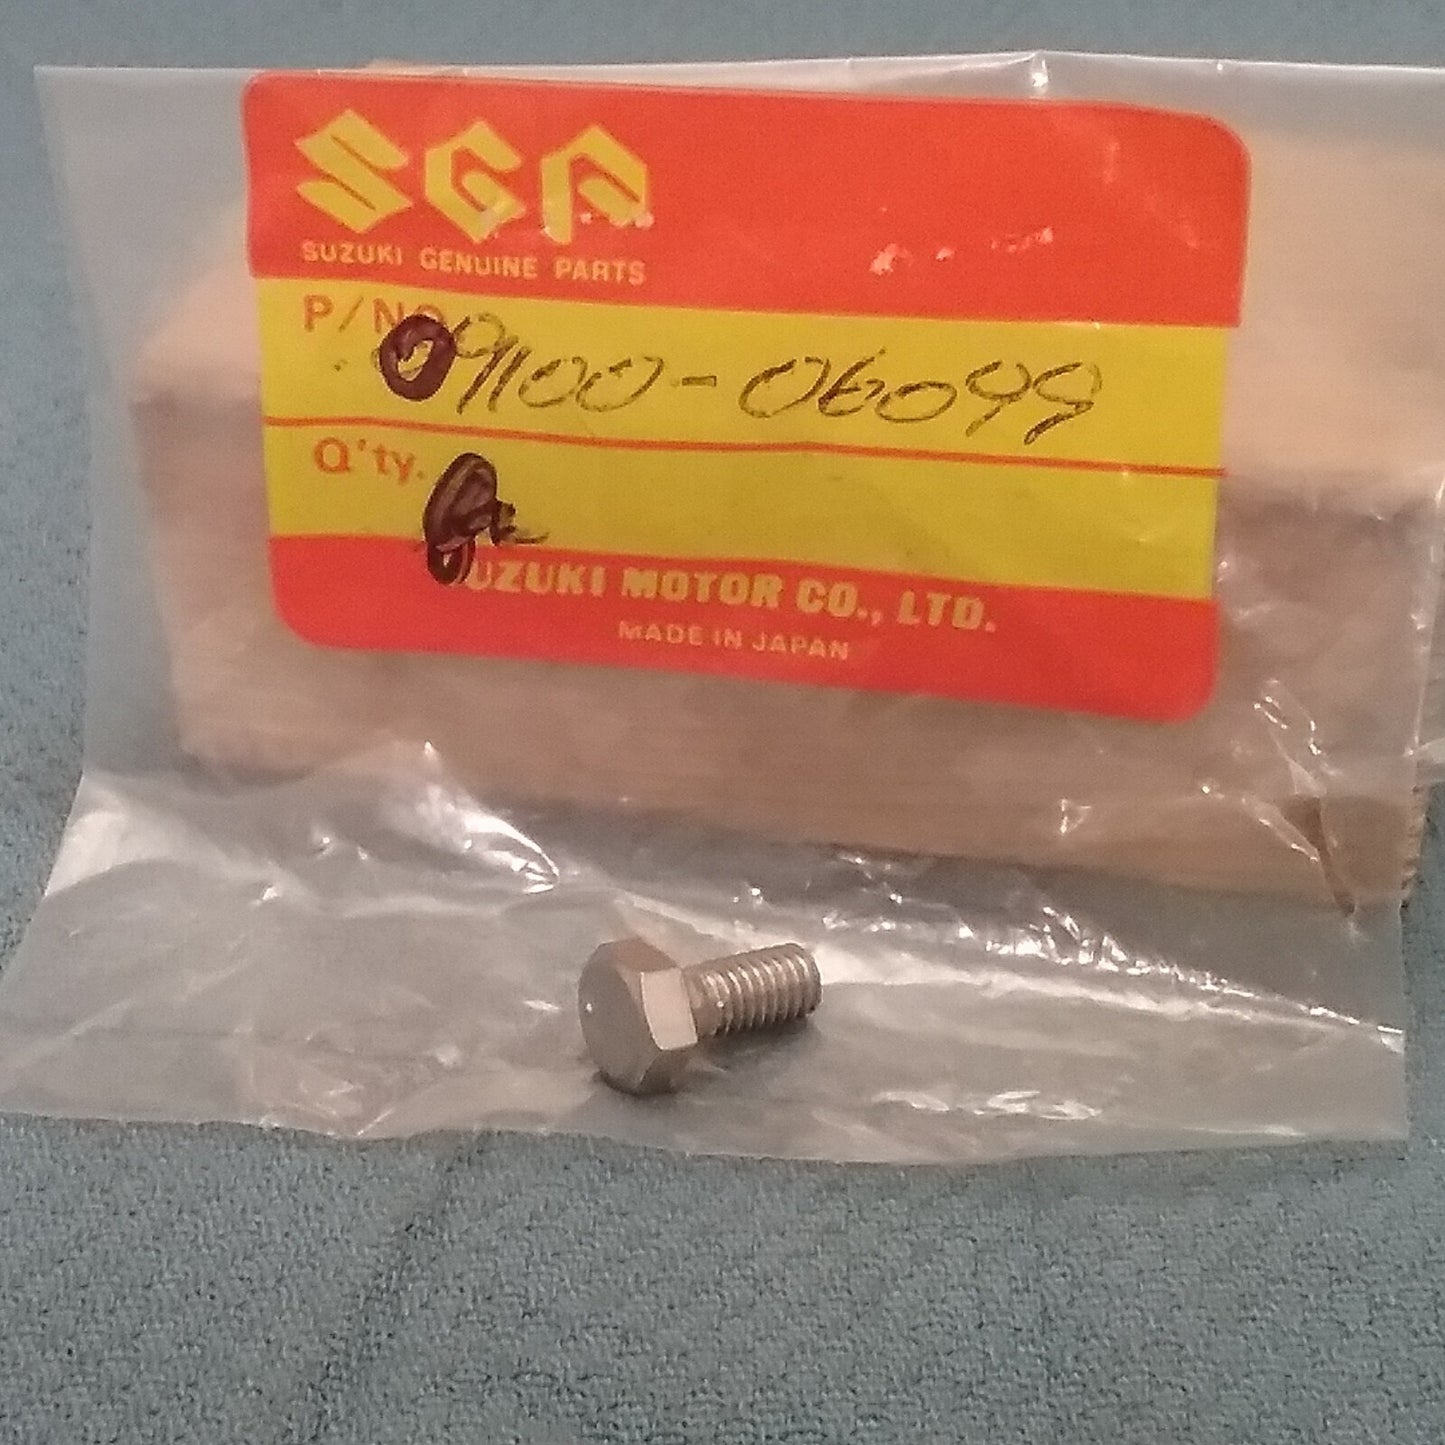 SGP
SUZUKI GENUINE PARTS
P/NO. 09100-06099
Q'ty.
SUZUKI MOTOR CO., LTD.
MADE IN JAPAN